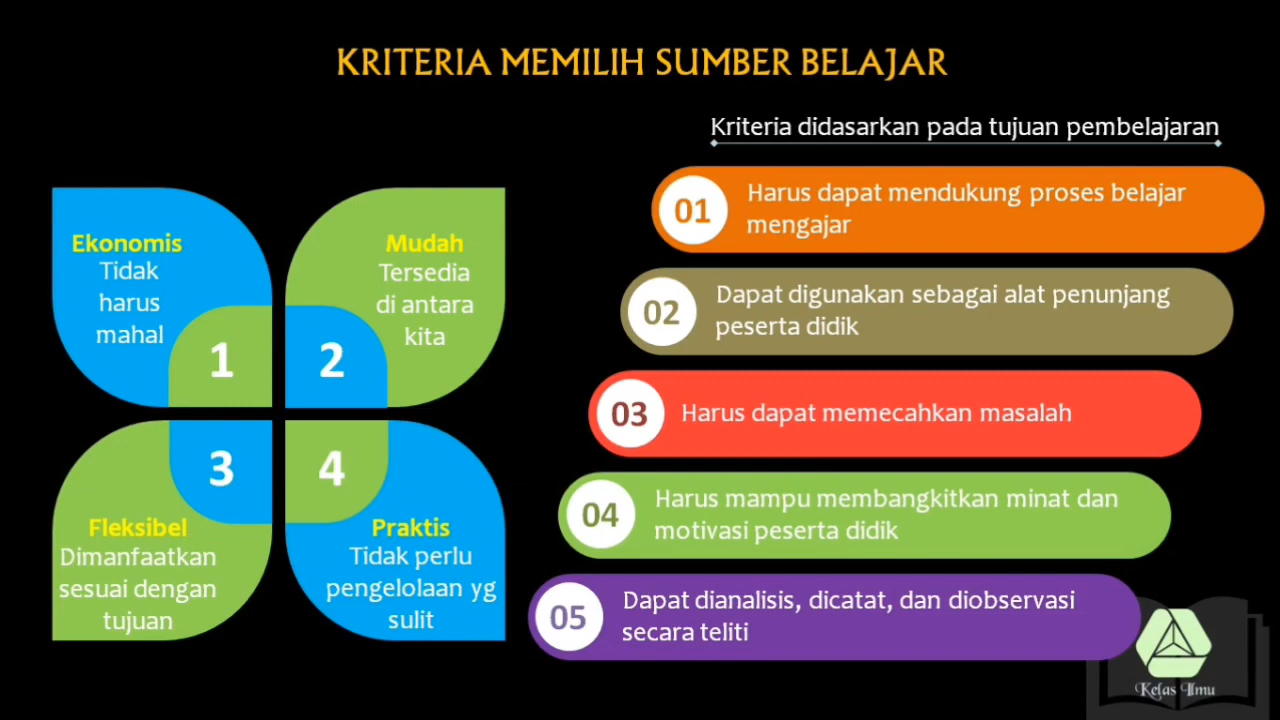 KRITERIA MEMILIH SUMBER BELAJAR
Ekonomis
Tidak
harus
mahal
1
Mudah
Tersedia
di antara
kita
2
3
Fleksibel
Dimanfaatkan
sesuai dengan
tujuan
4
Praktis
Tidak perlu
pengelolaan yg
sulit
Kriteria didasarkan pada tujuan pembelajaran
01
Harus dapat mendukung proses belajar
mengajar
02
Dapat digunakan sebagai alat penunjang
peserta didik
03
Harus dapat memecahkan masalah
04
Harus mampu membangkitkan minat dan
motivasi peserta didik
05
Dapat dianalisis, dicatat, dan diobservasi
secara teliti
Kelas Ilmu